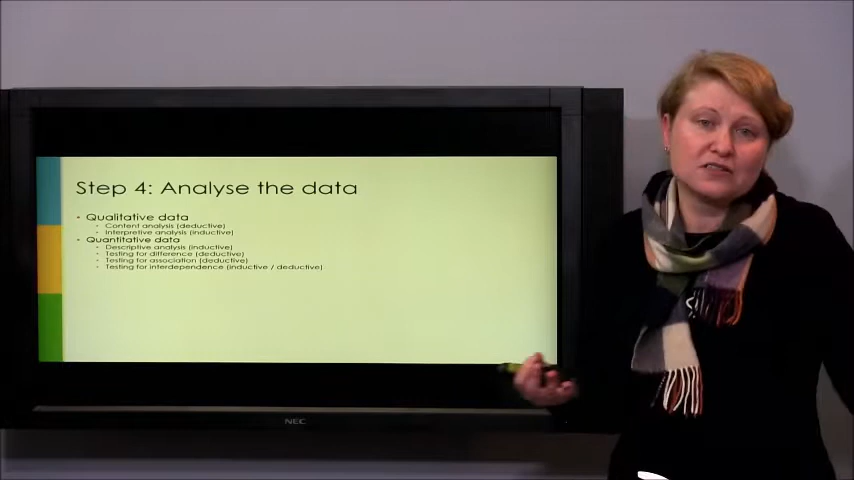 Step 4: Analyse the data
• Qualitative data
• Content analysis (deductive)
• Interpretive analysis (inductive)
• Quantitative data
• Descriptive analysis (inductive)
• Testing for difference (deductive)
• Testing for association (deductive)
• Testing for interdependence (inductive / deductive)
NEC